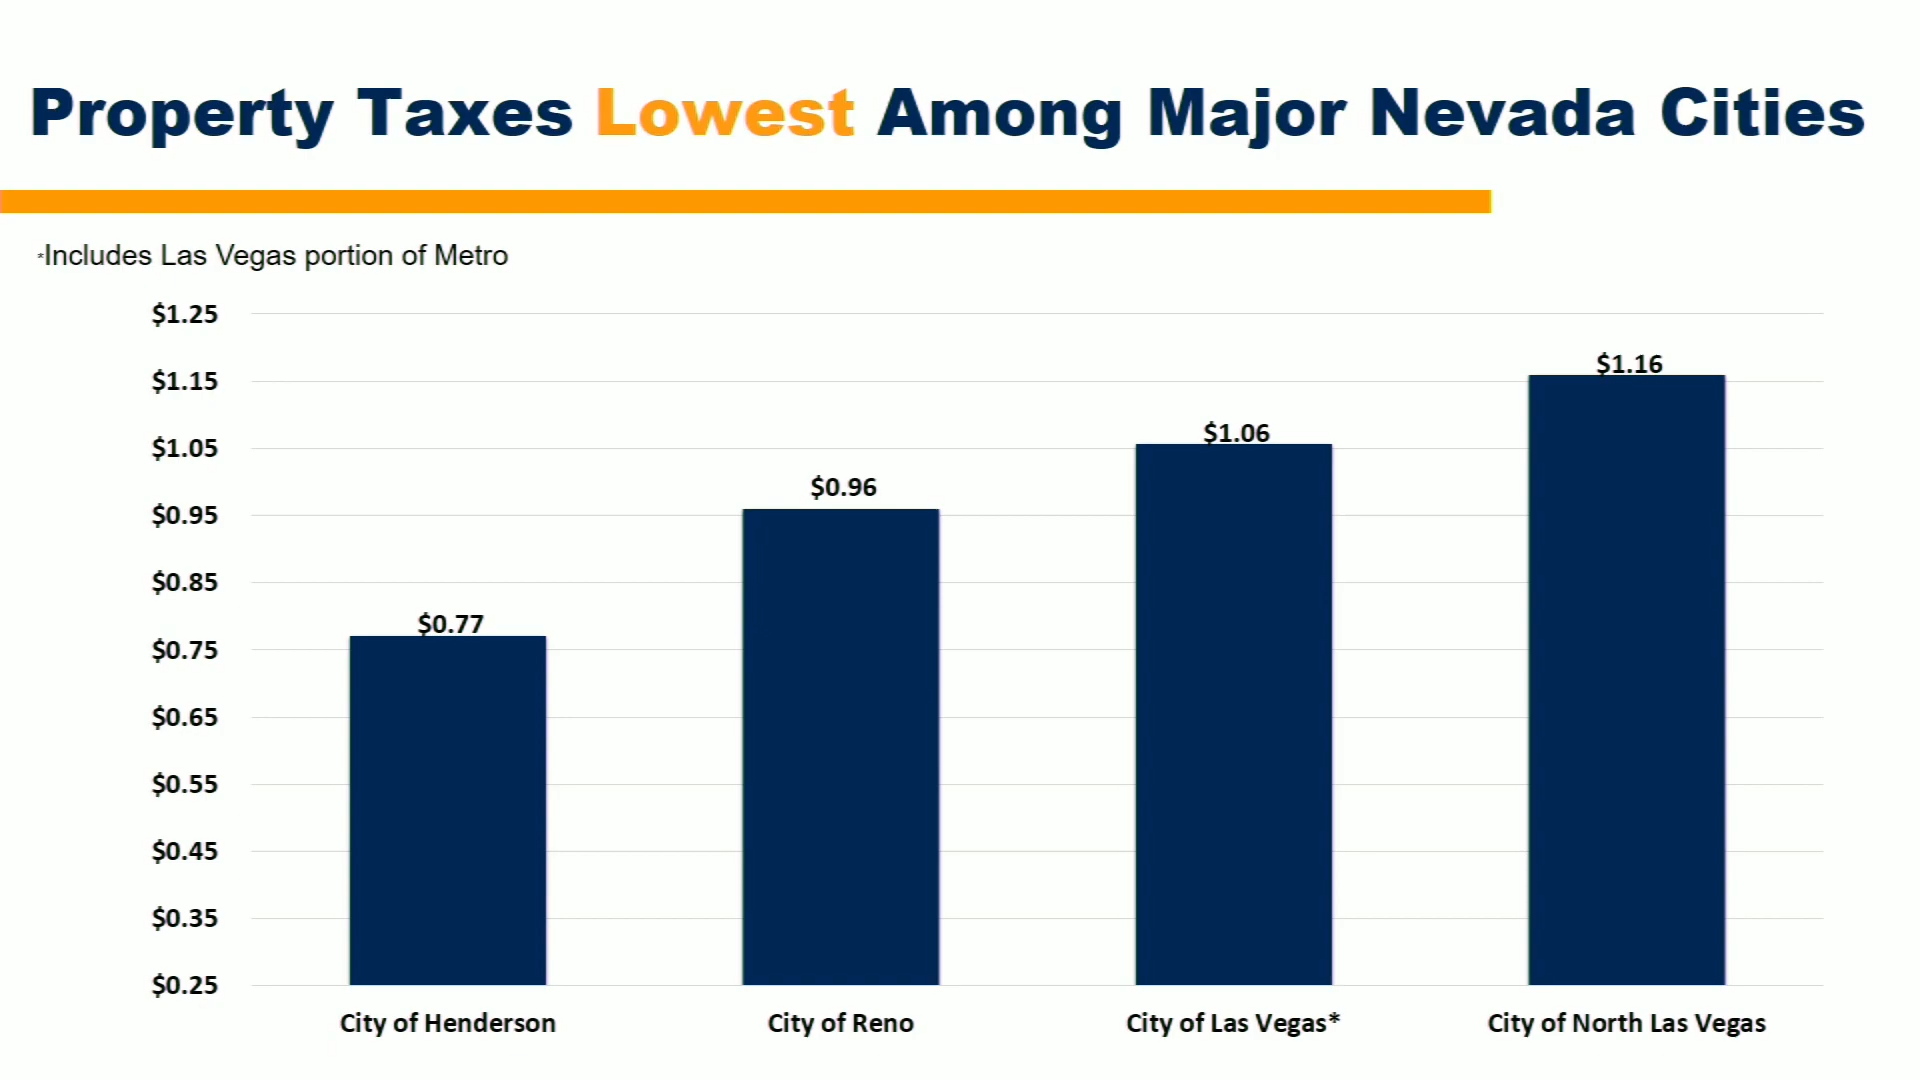 Property Taxes Lowest Among Major Nevada Cities
*Includes Las Vegas portion of Metro
$1.25
$1.15
$1.05
$0.95
$0.85
$0.75
$0.65
$0.55
$0.45
$0.35
$0.25
$0.77
$0.96
$1.06
$1.16
City of Henderson
City of Reno
City of Las Vegas*
City of North Las Vegas